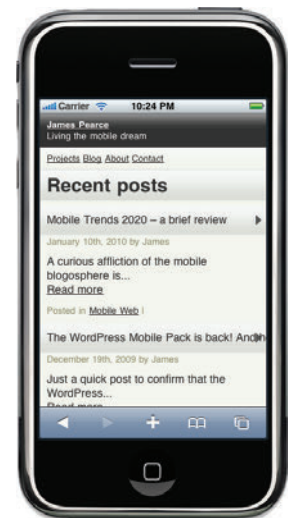 Carrier 10:24 PM
James Pearce
Living the mobile dream
Projects Blog About Contact
Recent posts
Mobile Trends 2020 – a brief review
January 10th, 2010 by James
A curious affliction of the mobile
blogosphere is...
Read more
Posted in Mobile Web |
The WordPress Mobile Pack is back! And
December 19th, 2009 by James
Just a quick post to confirm that the
WordPress...
Read more